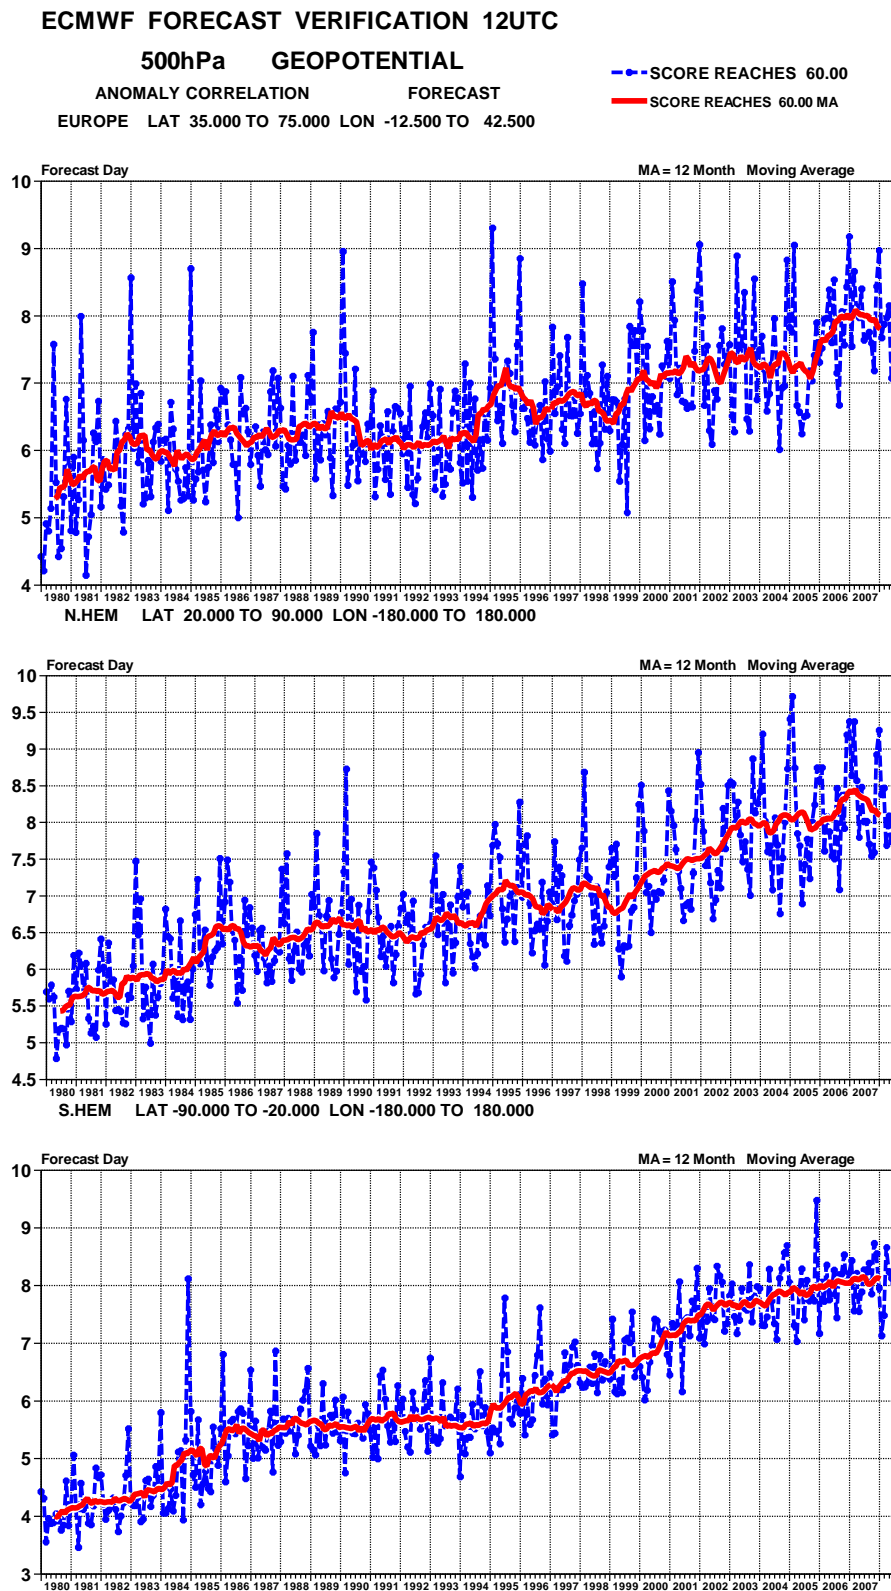 ECMWF FORECAST VERIFICATION 12UTC
500hPa GEOPOTENTIAL
ANOMALY CORRELATION FORECAST
EUROPE LAT 35.000 TO 75.000 LON -12.500 TO 42.500
SCORE REACHES 60.00
SCORE REACHES 60.00 MA
Forecast Day MA = 12 Month Moving Average
10
9
8
7
6
5
4
1980 1981 1982 1983 1984 1985 1986 1987 1988 1989 1990 1991 1992 1993 1994 1995 1996 1997 1998 1999 2000 2001 2002 2003 2004 2005 2006 2007
N.HEM LAT 20.000 TO 90.000 LON -180.000 TO 180.000
Forecast Day MA = 12 Month Moving Average
10
9.5
9
8.5
8
7.5
7
6.5
6
5.5
5
4.5
1980 1981 1982 1983 1984 1985 1986 1987 1988 1989 1990 1991 1992 1993 1994 1995 1996 1997 1998 1999 2000 2001 2002 2003 2004 2005 2006 2007
S.HEM LAT -90.000 TO -20.000 LON -180.000 TO 180.000
Forecast Day MA = 12 Month Moving Average
10
9
8
7
6
5
4
3
1980 1981 1982 1983 1984 1985 1986 1987 1988 1989 1990 1991 1992 1993 1994 1995 1996 1997 1998 1999 2000 2001 2002 2003 2004 2005 2006 2007